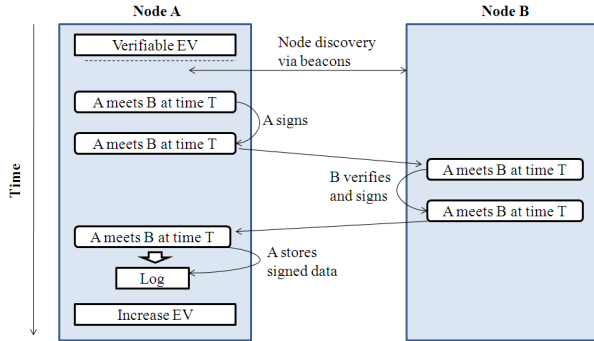 Node A
Node B
Verifiable EV
Node discovery
via beacons
A meets B at time T
A signs
A meets B at time T
A meets B at time T
B verifies
and signs
A meets B at time T
A meets B at time T
A stores
signed data
Log
Increase EV
Time